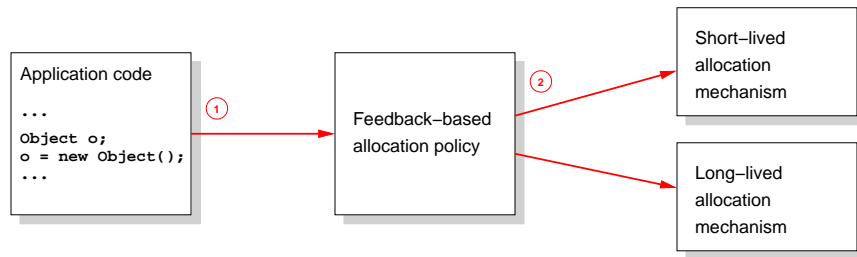 Application code
...
Object o;
o = new Object();
...
1
Feedback−based
allocation policy
2
Short−lived
allocation
mechanism
Long−lived
allocation
mechanism